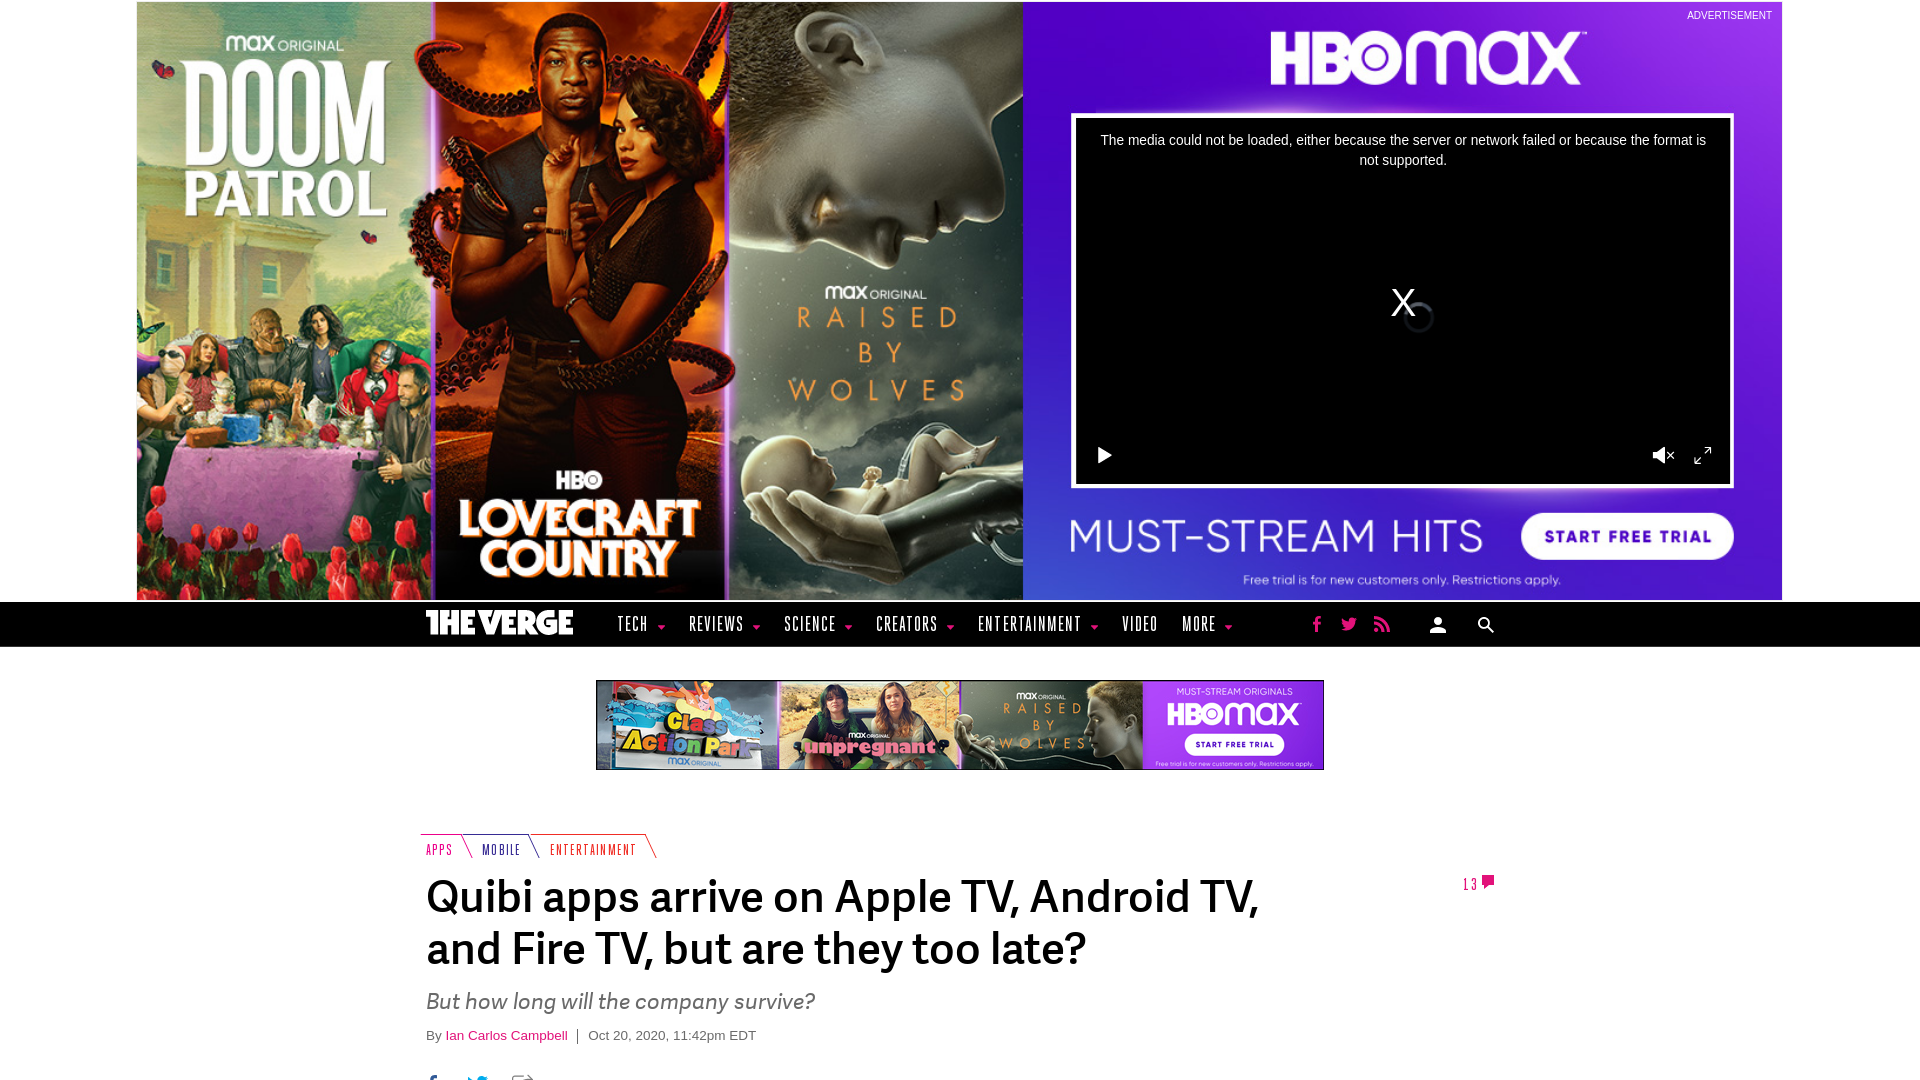 ADVERTISEMENT
max ORIGINAL
DOOM
PATROL
HBO
LOVECRAFT
COUNTRY
max ORIGINAL
RAISED
BY
WOLVES
HBOmax
The media could not be loaded, either because the server or network failed or because the format is
not supported.
X
MUST-STREAM HITS
START FREE TRIAL
Free trial is for new customers only. Restrictions apply.
THE VERGE
TECH REVIEWS SCIENCE CREATORS ENTERTAINMENT VIDEO MORE
Class
Action Park
max ORIGINAL
max ORIGINAL
unpregnant
max ORIGINAL
RAISED
BY
WOLVES
MUST-STREAM ORIGINALS
HBOmax
START FREE TRIAL
Free trial is for new customers only. Restrictions apply.
APPS MOBILE ENTERTAINMENT
Quibi apps arrive on Apple TV, Android TV,
and Fire TV, but are they too late?
13
But how long will the company survive?
By Ian Carlos Campbell | Oct 20, 2020, 11:42pm EDT